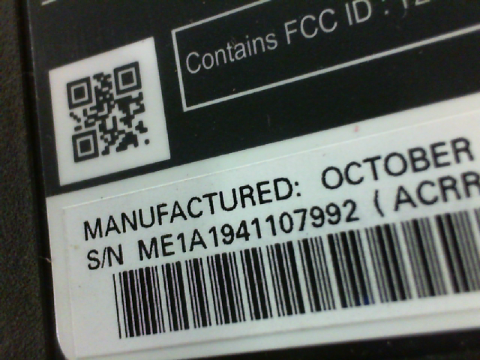 Contains FCC ID :
MANUFACTURED: OCTOBER
S/N ME1A1941107992 ( ACRR